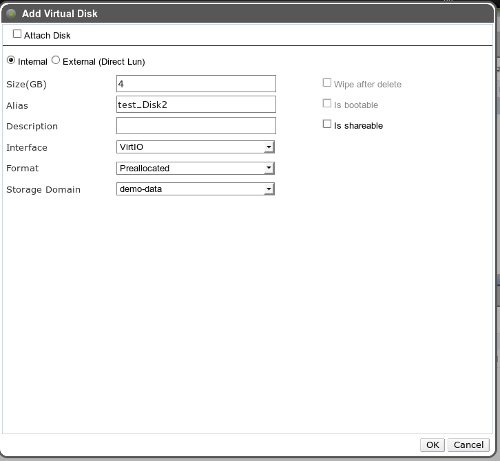 Add Virtual Disk
Attach Disk
Internal External (Direct Lun)
Size(GB) 4 Wipe after delete
Alias test_Disk2 Is bootable
Description Is shareable
Interface VirtIO
Format Preallocated
Storage Domain demo-data
OK Cancel